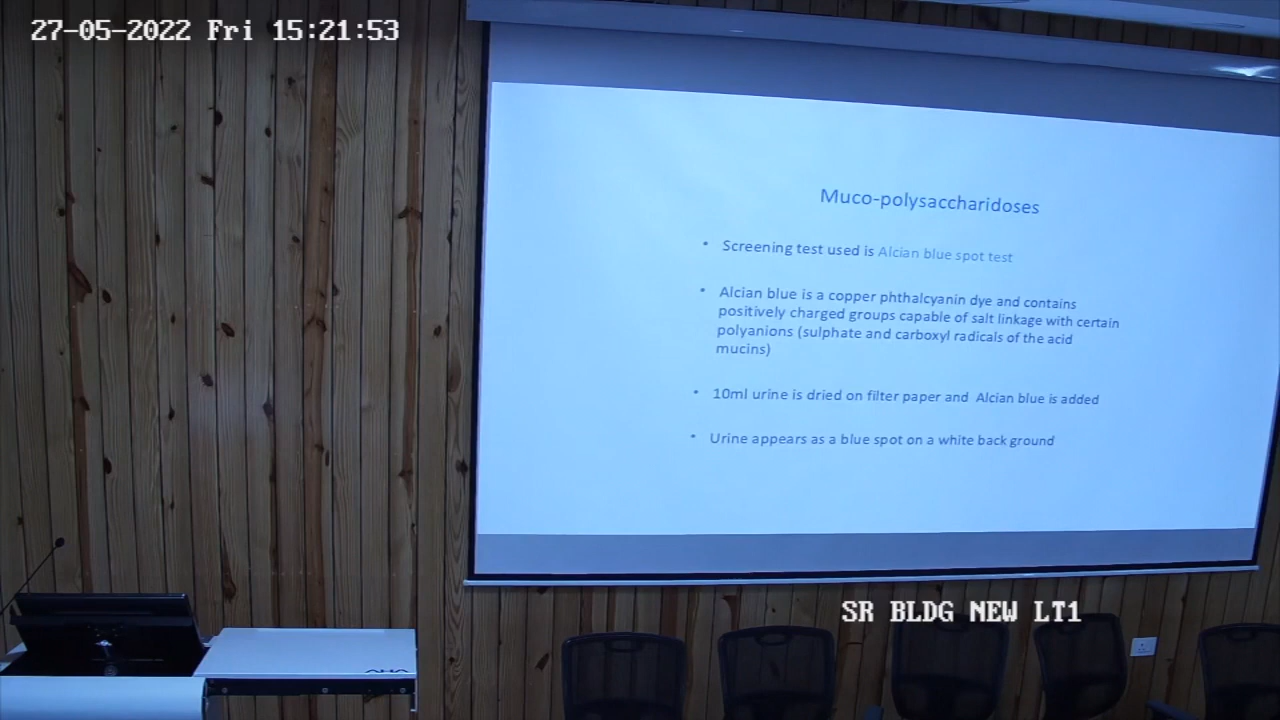 27-05-2022 Fri 15:21:53
Muco-polysaccharidoses
• Screening test used is Alcian blue spot test
• Alcian blue is a copper phthalcyanin dye and contains
positively charged groups capable of salt linkage with certain
polyanions (sulphate and carboxyl radicals of the acid
mucins)
• 10ml urine is dried on filter paper and Alcian blue is added
• Urine appears as a blue spot on a white back ground
SR BLDG NEW LT1
AHA